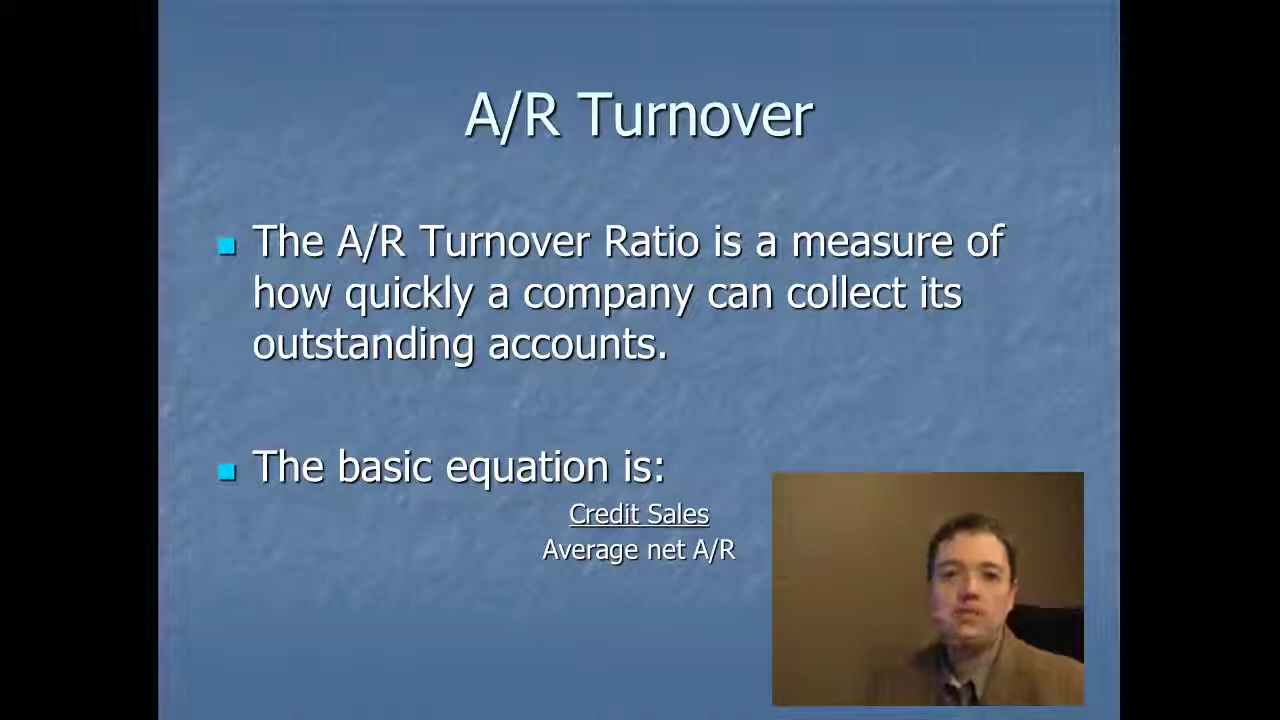 A/R Turnover
The A/R Turnover Ratio is a measure of
how quickly a company can collect its
outstanding accounts.
The basic equation is:
Credit Sales
Average net A/R